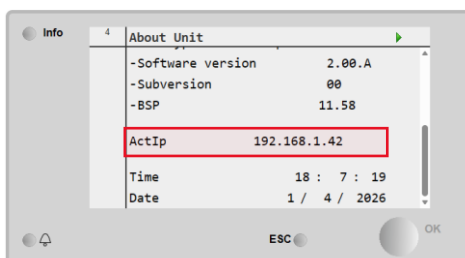 Info
4 About Unit
-Software version 2.00.A
-Subversion 00
-BSP 11.58
ActIp 192.168.1.42
Time 18 : 7 : 19
Date 1 / 4 / 2026
ESC
OK